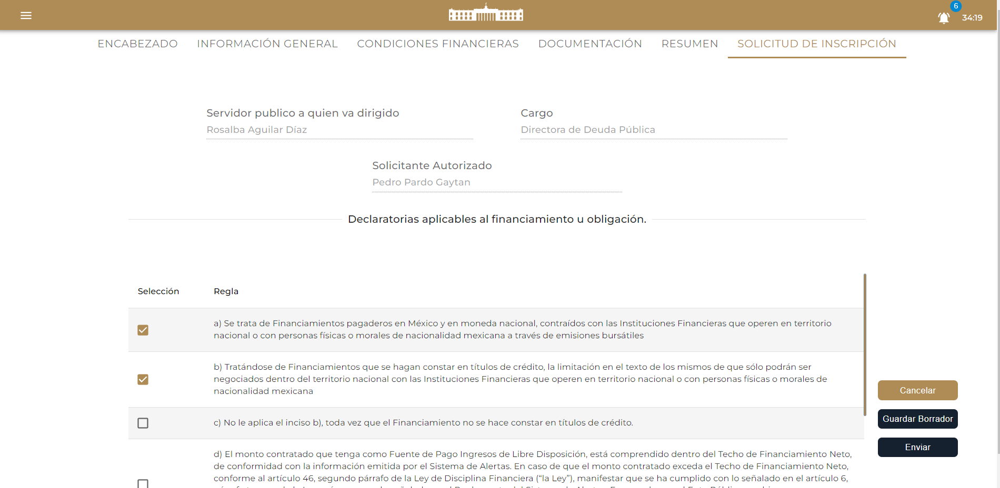 6
34:19
ENCABEZADO INFORMACIÓN GENERAL CONDICIONES FINANCIERAS DOCUMENTACIÓN RESUMEN SOLICITUD DE INSCRIPCIÓN
Servidor publico a quien va dirigido
Rosalba Aguilar Díaz
Cargo
Directora de Deuda Pública
Solicitante Autorizado
Pedro Pardo Gaytan
Declaratorias aplicables al financiamiento u obligación.
Selección Regla
a) Se trata de Financiamientos pagaderos en México y en moneda nacional, contraídos con las Instituciones Financieras que operen en territorio
nacional o con personas físicas o morales de nacionalidad mexicana a través de emisiones bursátiles
b) Tratándose de Financiamientos que se hagan constar en títulos de crédito, la limitación en el texto de los mismos de que sólo podrán ser
negociados dentro del territorio nacional con las Instituciones Financieras que operen en territorio nacional o con personas físicas o morales de
nacionalidad mexicana
c) No le aplica el inciso b), toda vez que el Financiamiento no se hace constar en títulos de crédito.
d) El monto contratado que tenga como Fuente de Pago Ingresos de Libre Disposición, está comprendido dentro del Techo de Financiamiento Neto,
de conformidad con la información emitida por el Sistema de Alertas. En caso de que el monto contratado exceda el Techo de Financiamiento Neto,
conforme al artículo 46, segundo párrafo de la Ley de Disciplina Financiera (“la Ley”), manifestar que se ha cumplido con lo señalado en el artículo 6,
Cancelar
Guardar Borrador
Enviar